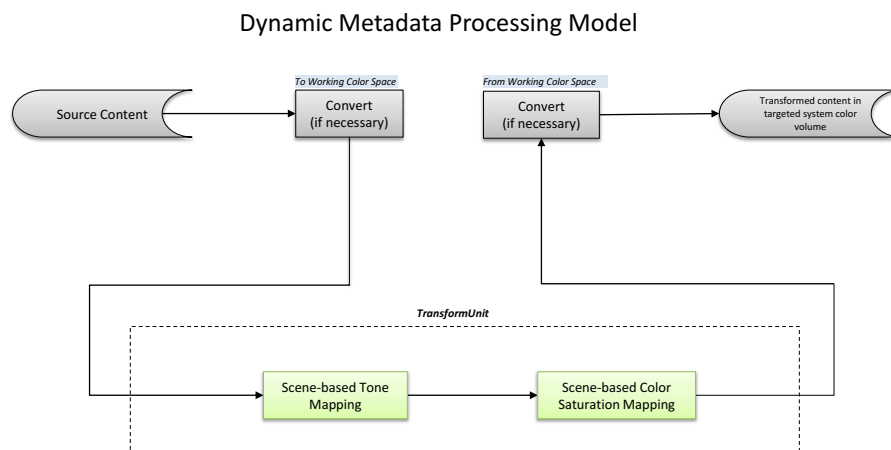 Dynamic Metadata Processing Model
To Working Color Space
From Working Color Space
Source Content
Convert
(if necessary)
Convert
(if necessary)
Transformed content in
targeted system color
volume
TransformUnit
Scene-based Tone
Mapping
Scene-based Color
Saturation Mapping